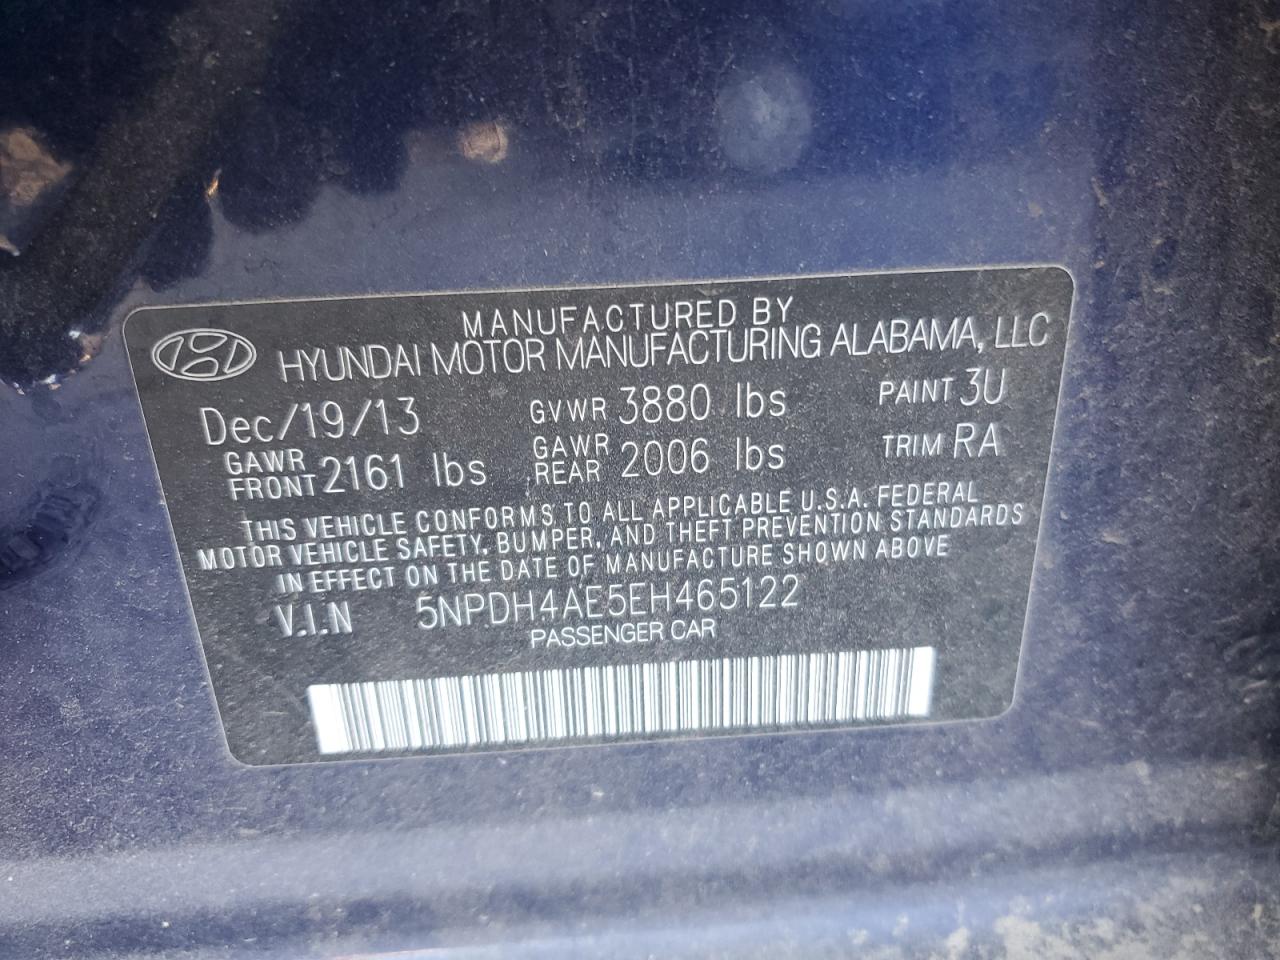 MANUFACTURED BY
HYUNDAI MOTOR MANUFACTURING ALABAMA, LLC
Dec/19/13 GVWR 3880 lbs PAINT 3U
GAWR FRONT 2161 lbs GAWR REAR 2006 lbs TRIM RA
THIS VEHICLE CONFORMS TO ALL APPLICABLE U.S.A. FEDERAL
MOTOR VEHICLE SAFETY, BUMPER, AND THEFT PREVENTION STANDARDS
IN EFFECT ON THE DATE OF MANUFACTURE SHOWN ABOVE
V.I.N 5NPDH4AE5EH465122
PASSENGER CAR